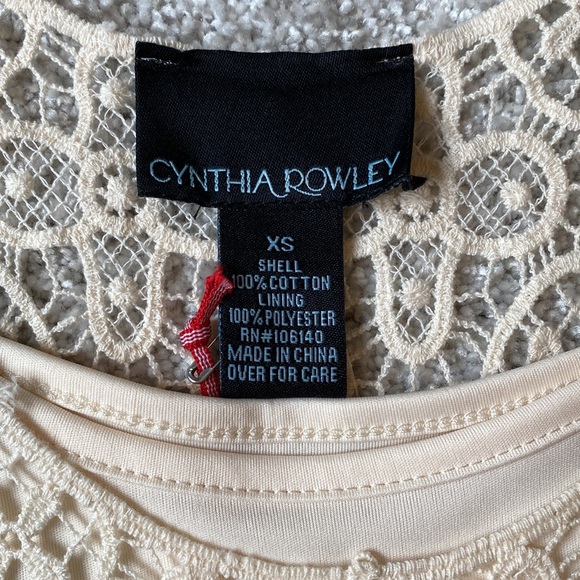 CYNTHIA ROWLEY
XS
SHELL
100% COTTON
LINING
100% POLYESTER
RN#106140
MADE IN CHINA
OVER FOR CARE